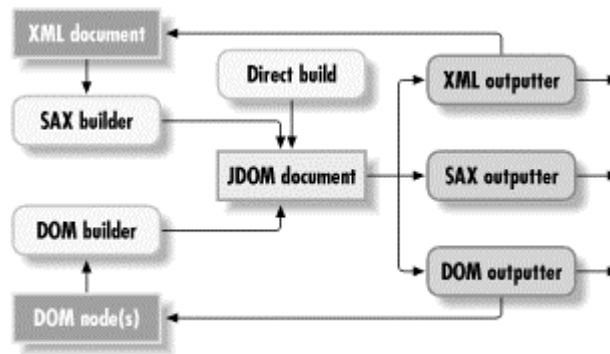 XML document
Direct build
XML outputter
SAX builder
JDOM document
SAX outputter
DOM builder
DOM outputter
DOM node(s)